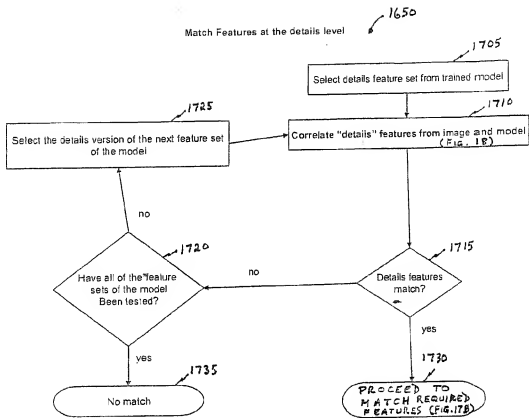 Match Features at the details level
1650
1705
Select details feature set from trained model
1725
1710
Select the details version of the next feature set
of the model
Correlate "details" features from image and model
(FIG. 18)
no
1720
1715
Have all of the feature
sets of the model
Been tested?
no
Details features
match?
yes
yes
1735
1730
No match
PROCEED TO
MATCH REQUIRED
FEATURES (FIG.17B)